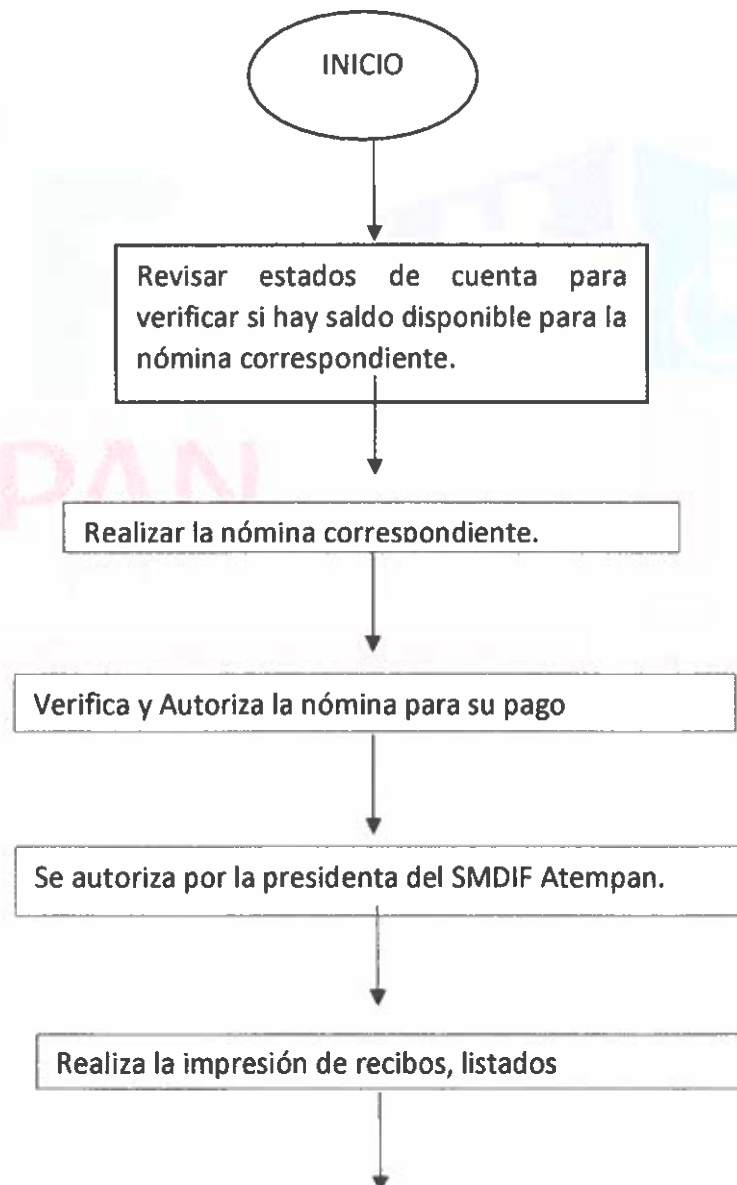 INICIO
Revisar estados de cuenta para
verificar si hay saldo disponible para la
nómina correspondiente.
PAN
Realizar la nómina correspondiente.
Verifica y Autoriza la nómina para su pago
Se autoriza por la presidenta del SMDIF Atempan.
Realiza la impresión de recibos, listados